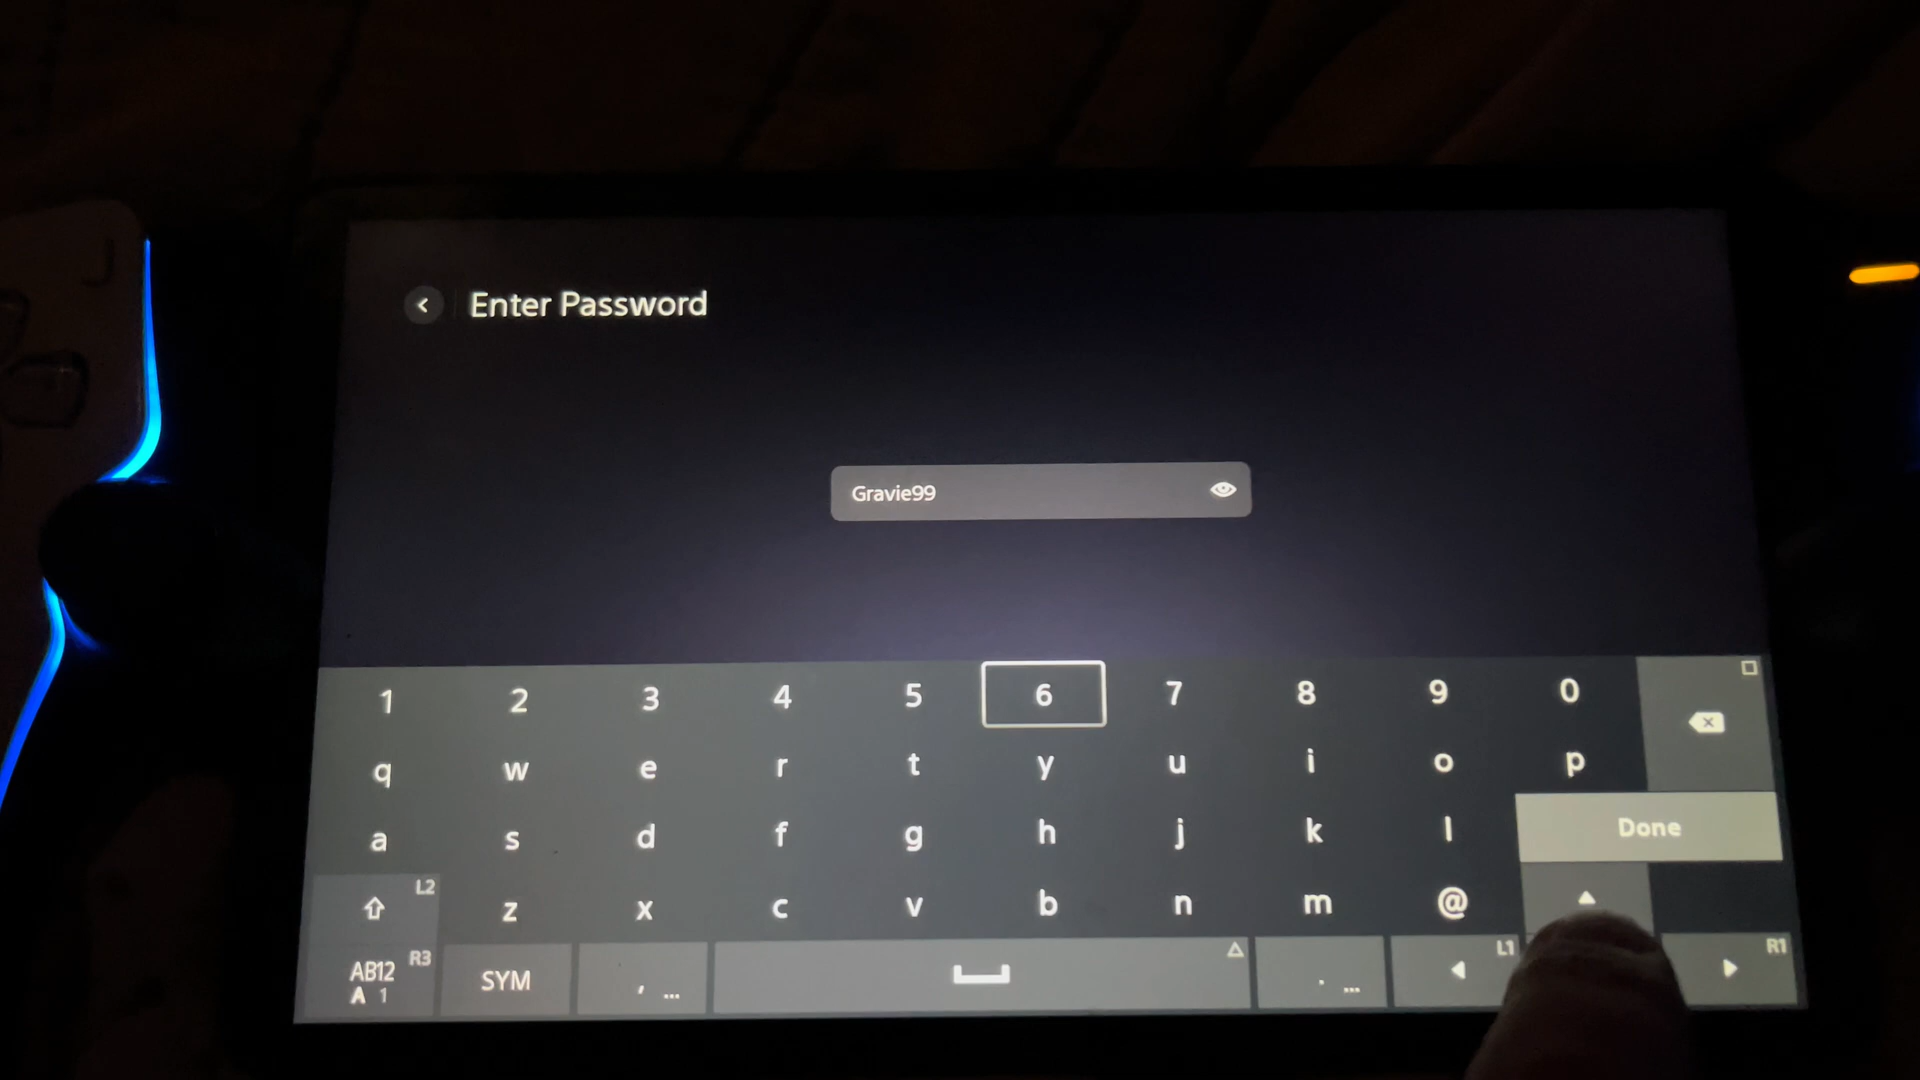 Enter Password
Gravie99
1 2 3 4 5 6 7 8 9 0
q w e r t y u i o p
a s d f g h j k l Done
L2 z x c v b n m @
AB12 R3 SYM , ... . ... L1 R1
A 1